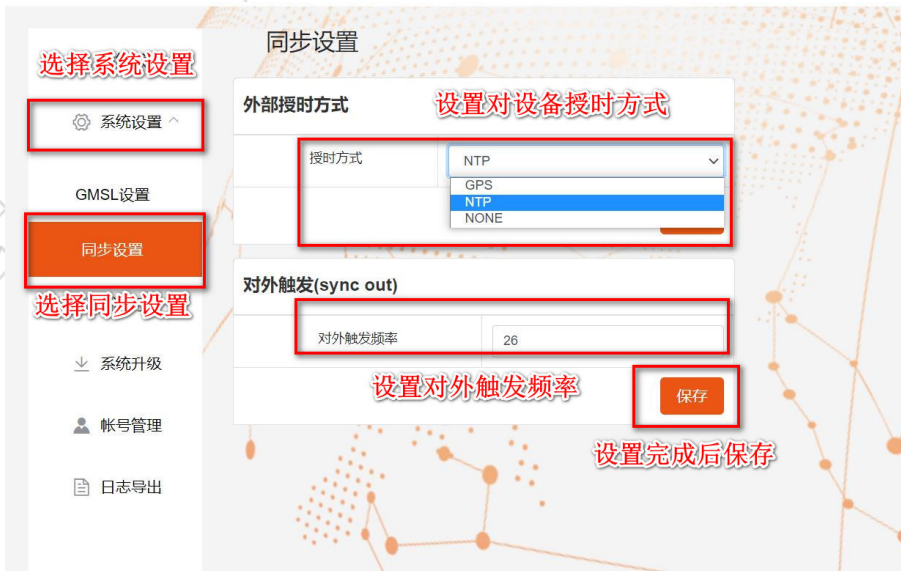 同步设置
选择系统设置
系统设置
GMSL设置
同步设置
选择同步设置
系统升级
帐号管理
日志导出
外部授时方式
设置对设备授时方式
授时方式
NTP
GPS
NTP
NONE
对外触发(sync out)
对外触发频率
26
设置对外触发频率
保存
设置完成后保存